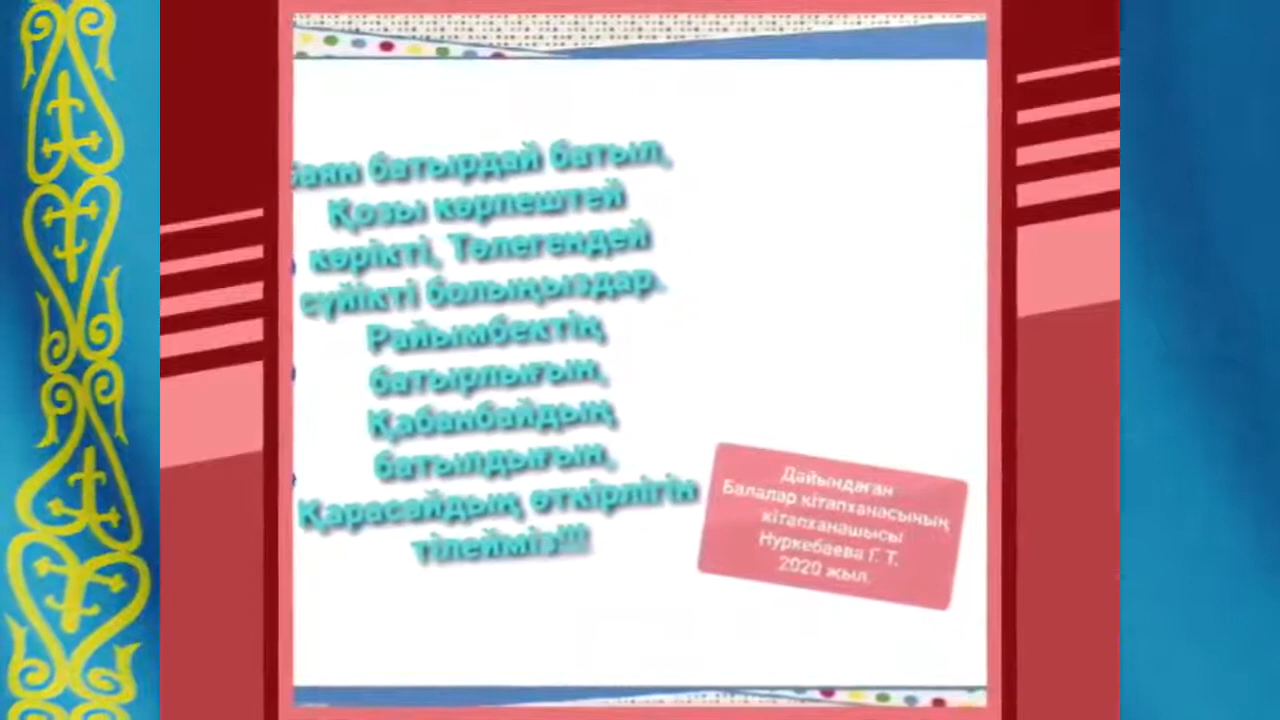 баян батырдай батыл,
Қозы көрпештей
көрікті, Төлегендей
сүйікті болыңыздар.
Райымбектің
батырлығын,
Қабанбайдың
батылдығын,
Қарасайдың өткірлігін
тілейміз!!!
Дайындаған
Балалар кітапханасының
кітапханашысы
Нуркебаева Г. Т.
2020 жыл.